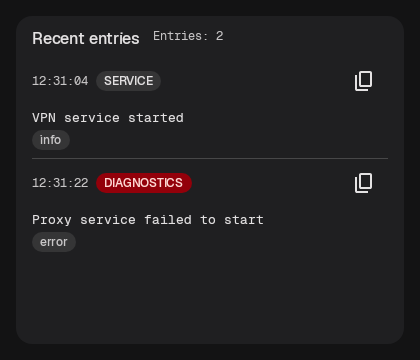 Recent entries Entries: 2
12:31:04 SERVICE
VPN service started
info
12:31:22 DIAGNOSTICS
Proxy service failed to start
error